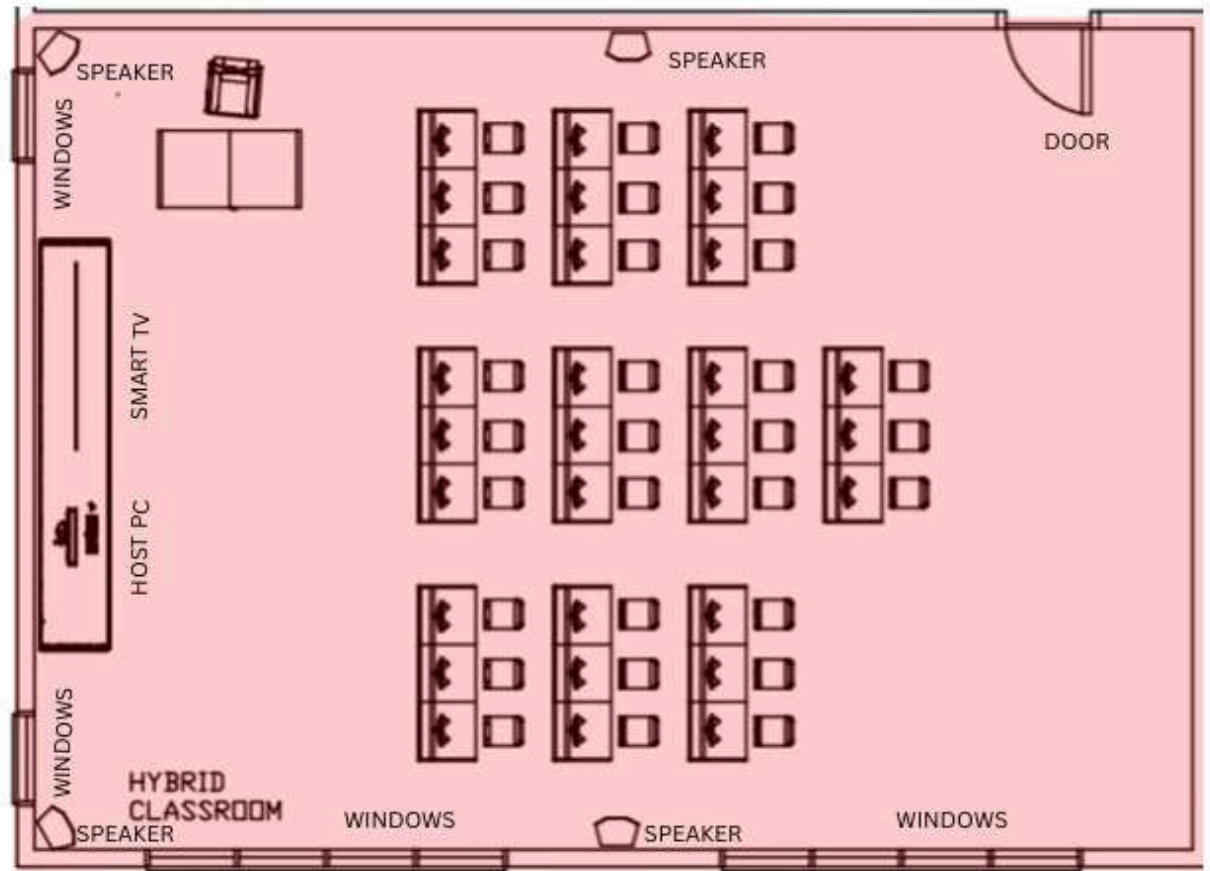 SPEAKER
SPEAKER
WINDOWS
DOOR
SMART TV
HOST PC
WINDOWS
HYBRID
CLASSROOM
WINDOWS
WINDOWS
SPEAKER
SPEAKER